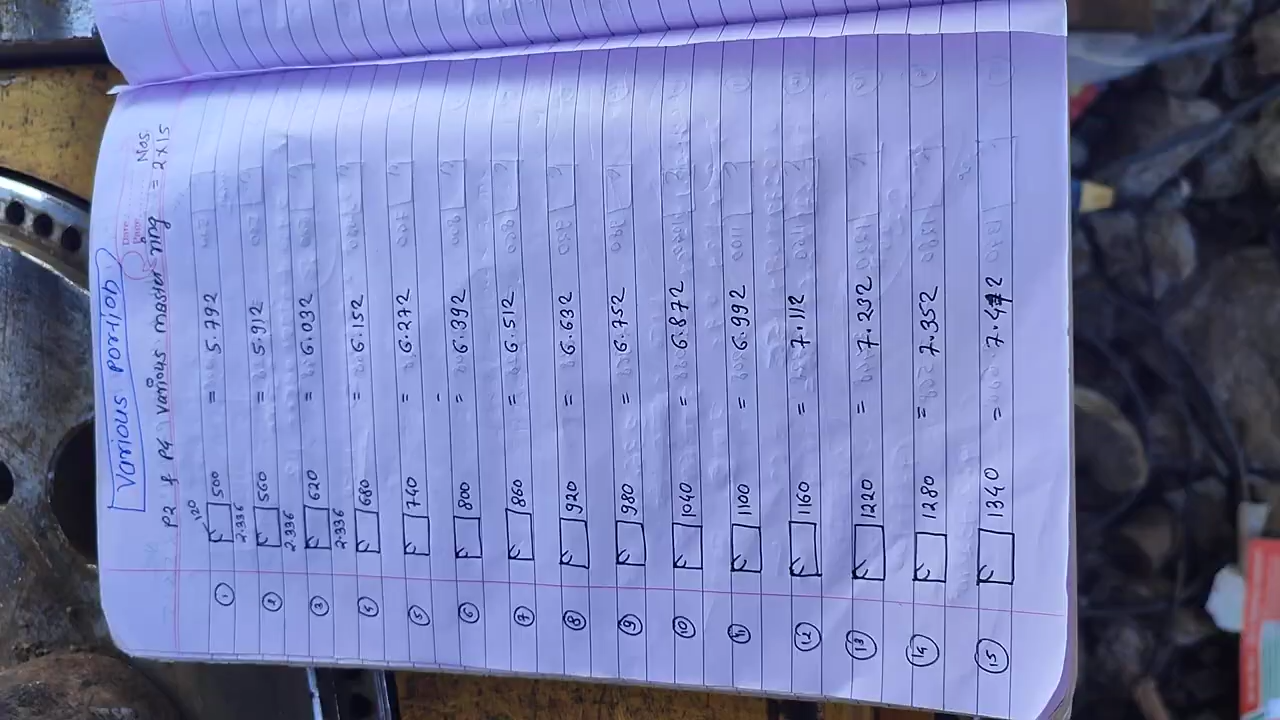 Various portion
Date
Page
Nos
P2 & P4 various master ring = 2×15
120
① 500 = 5.792
2.336
② 560 = 5.912
2.336
③ 620 = 6.032
2.336
④ 680 = 6.152
⑤ 740 = 6.272
⑥ 800 = 6.392
⑦ 860 = 6.512
⑧ 920 = 6.632
⑨ 980 = 6.752
⑩ 1040 = 6.872
⑪ 1100 = 6.992
⑫ 1160 = 7.112
⑬ 1220 = 7.232
⑭ 1280 = 7.352
⑮ 1340 = 7.472